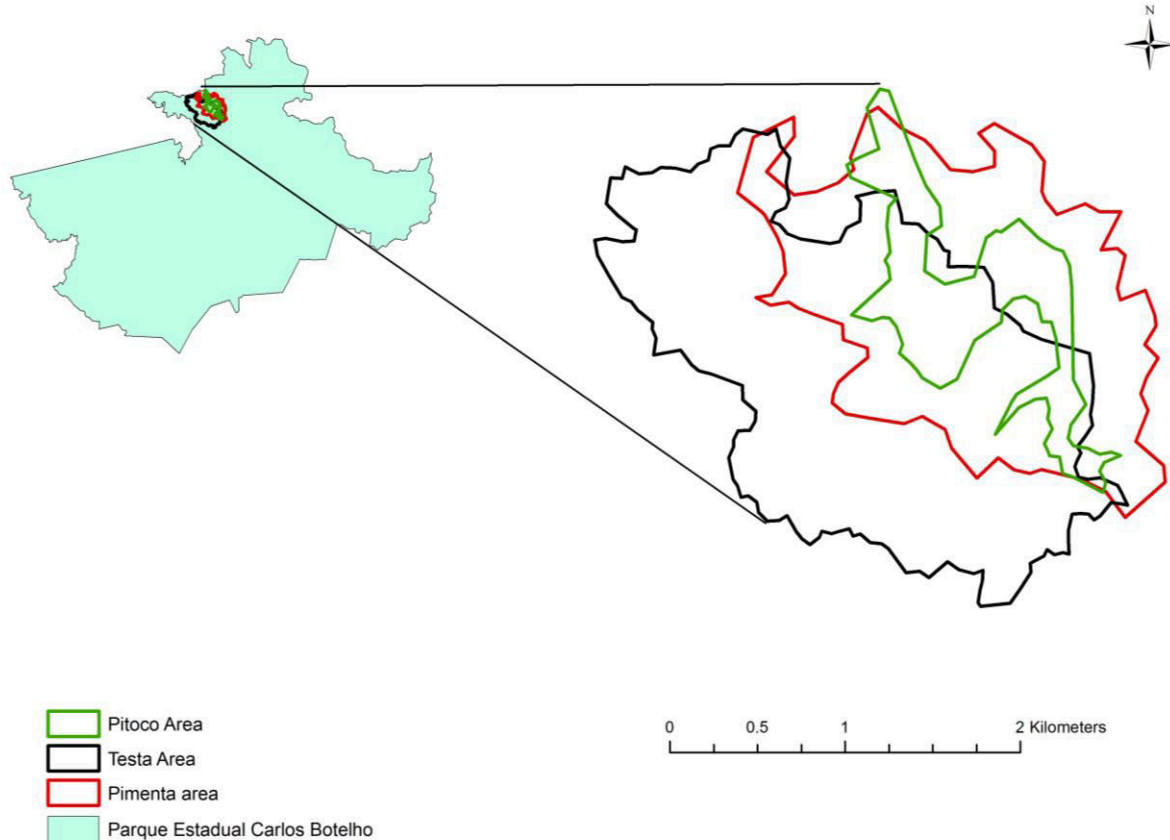 N
Pitoco Area
Testa Area
Pimenta area
Parque Estadual Carlos Botelho
0 0.5 1 2 Kilometers